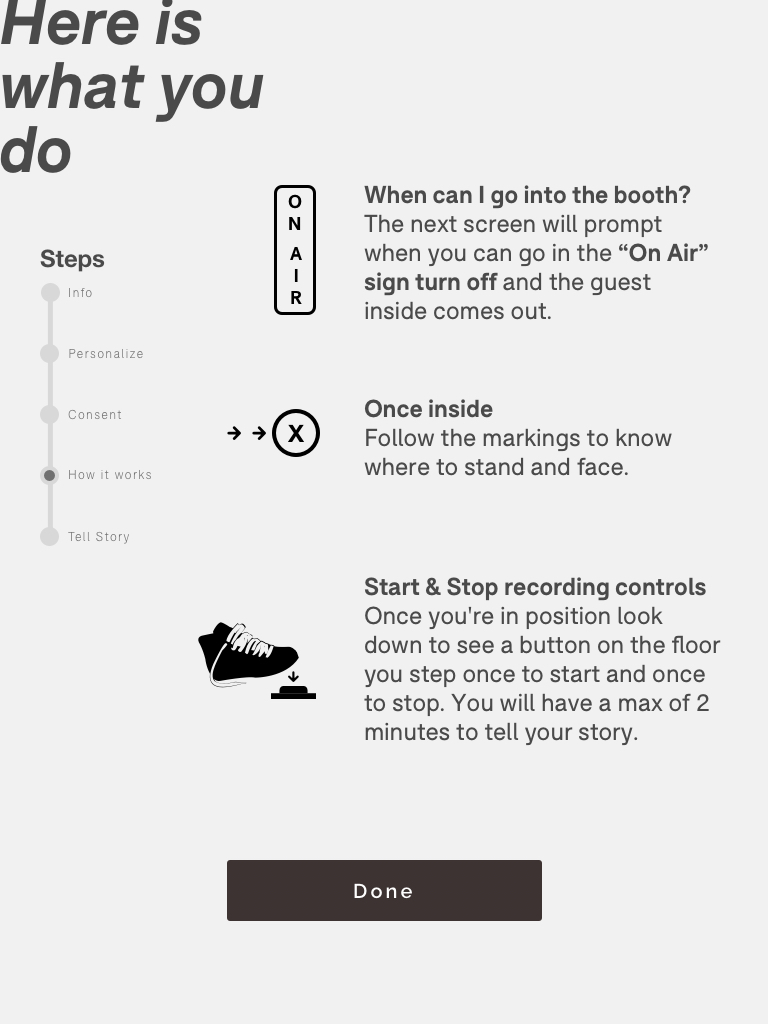 Here is
what you
do
Steps
Info
Personalize
Consent
How it works
Tell Story
O
N
A
I
R
When can I go into the booth?
The next screen will prompt
when you can go in the “On Air”
sign turn off and the guest
inside comes out.
X
Once inside
Follow the markings to know
where to stand and face.
Start & Stop recording controls
Once you're in position look
down to see a button on the floor
you step once to start and once
to stop. You will have a max of 2
minutes to tell your story.
Done